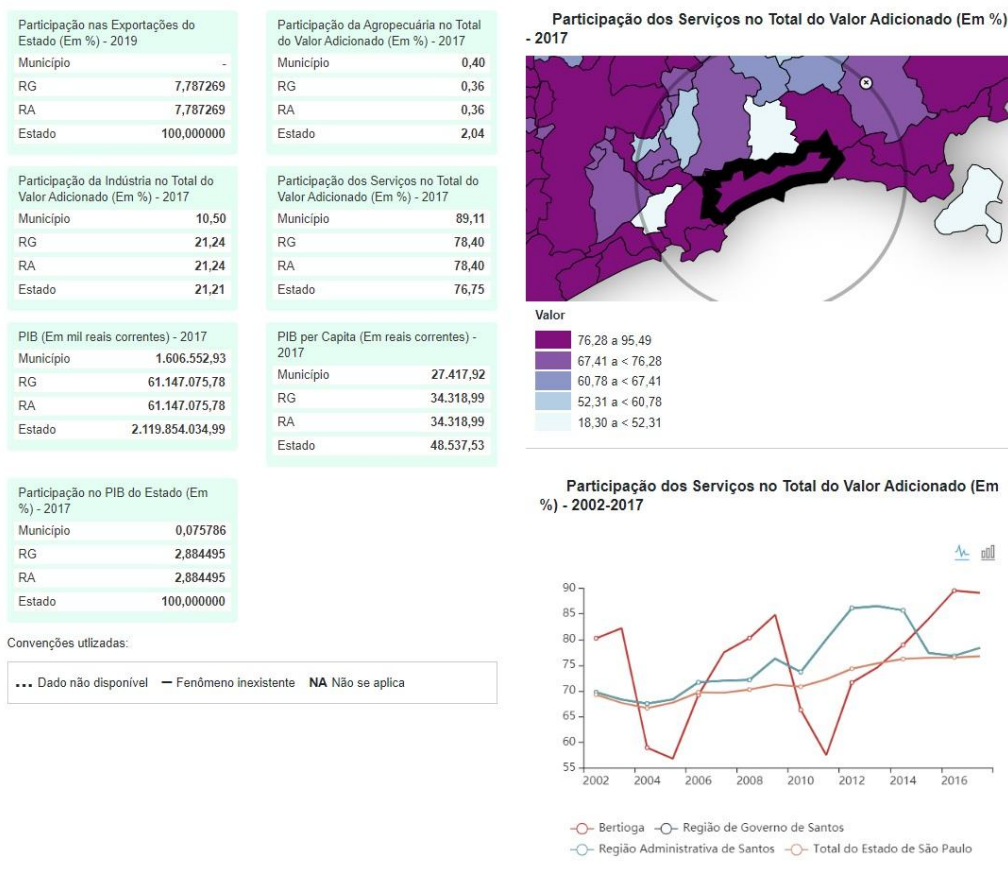 Participação nas Exportações do
Estado (Em %) - 2019
Município -
RG 7,787269
RA 7,787269
Estado 100,000000
Participação da Agropecuária no Total
do Valor Adicionado (Em %) - 2017
Município 0,40
RG 0,36
RA 0,36
Estado 2,04
Participação da Indústria no Total do
Valor Adicionado (Em %) - 2017
Município 10,50
RG 21,24
RA 21,24
Estado 21,21
Participação dos Serviços no Total do
Valor Adicionado (Em %) - 2017
Município 89,11
RG 78,40
RA 78,40
Estado 76,75
PIB (Em mil reais correntes) - 2017
Município 1.606.552,93
RG 61.147.075,78
RA 61.147.075,78
Estado 2.119.854.034,99
PIB per Capita (Em reais correntes) -
2017
Município 27.417,92
RG 34.318,99
RA 34.318,99
Estado 48.537,53
Participação no PIB do Estado (Em
%) - 2017
Município 0,075786
RG 2,884495
RA 2,884495
Estado 100,000000
Convenções utlizadas:
... Dado não disponível — Fenômeno inexistente NA Não se aplica
Participação dos Serviços no Total do Valor Adicionado (Em %)
- 2017
Valor
76,28 a 95,49
67,41 a < 76,28
60,78 a < 67,41
52,31 a < 60,78
18,30 a < 52,31
Participação dos Serviços no Total do Valor Adicionado (Em
%) - 2002-2017
90
85
80
75
70
65
60
55
2002 2004 2006 2008 2010 2012 2014 2016
Bertioga Região de Governo de Santos
Região Administrativa de Santos Total do Estado de São Paulo